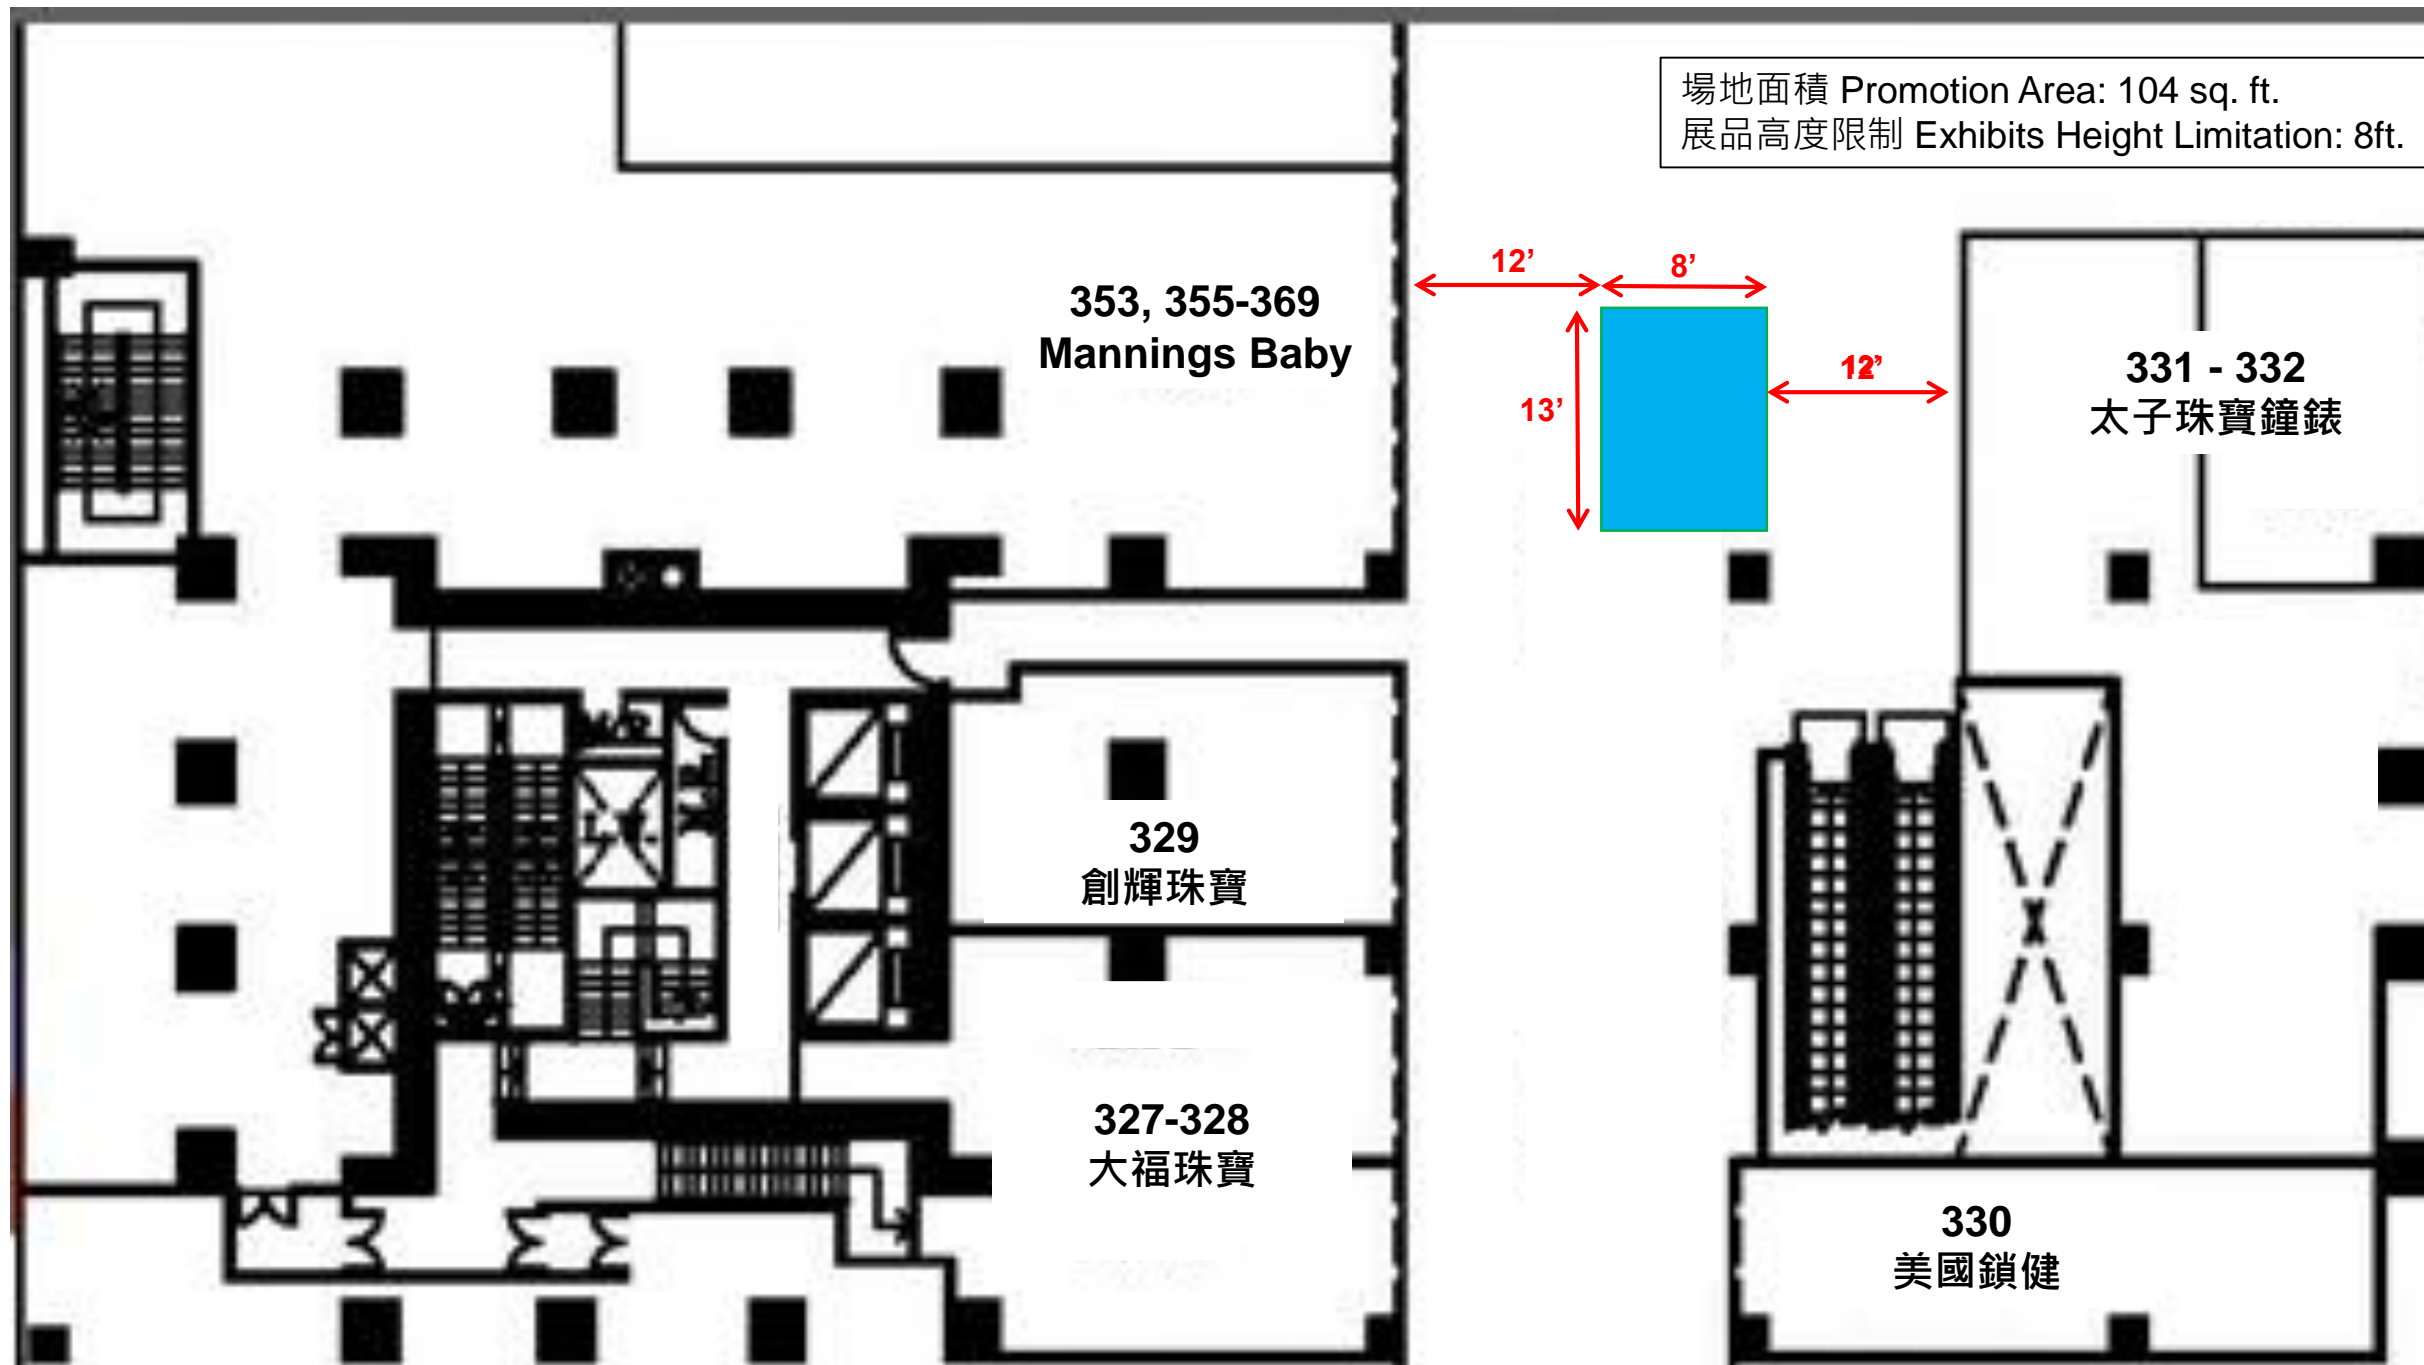 場地面積 Promotion Area: 104 sq. ft.
展品高度限制 Exhibits Height Limitation: 8ft.
12’
8’
353, 355-369
Mannings Baby
13’
12’
331 - 332
太子珠寶鐘錶
329
創輝珠寶
327-328
大福珠寶
330
美國鎖健